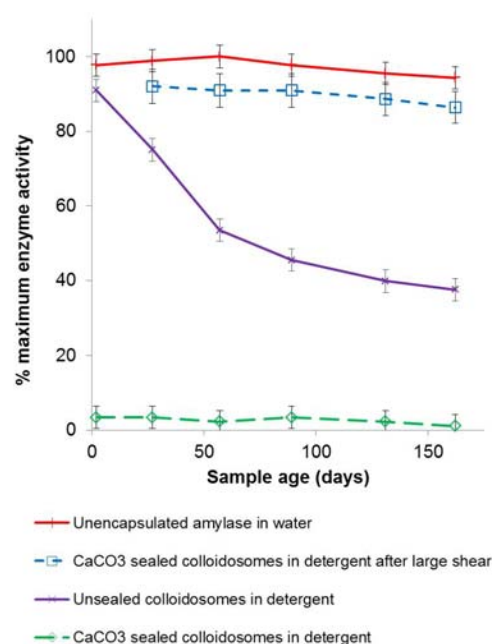 % maximum enzyme activity
100
80
60
40
20
0
0 50 100 150
Sample age (days)
Unencapsulated amylase in water
CaCO3 sealed colloidosomes in detergent after large shear
Unsealed colloidosomes in detergent
CaCO3 sealed colloidosomes in detergent